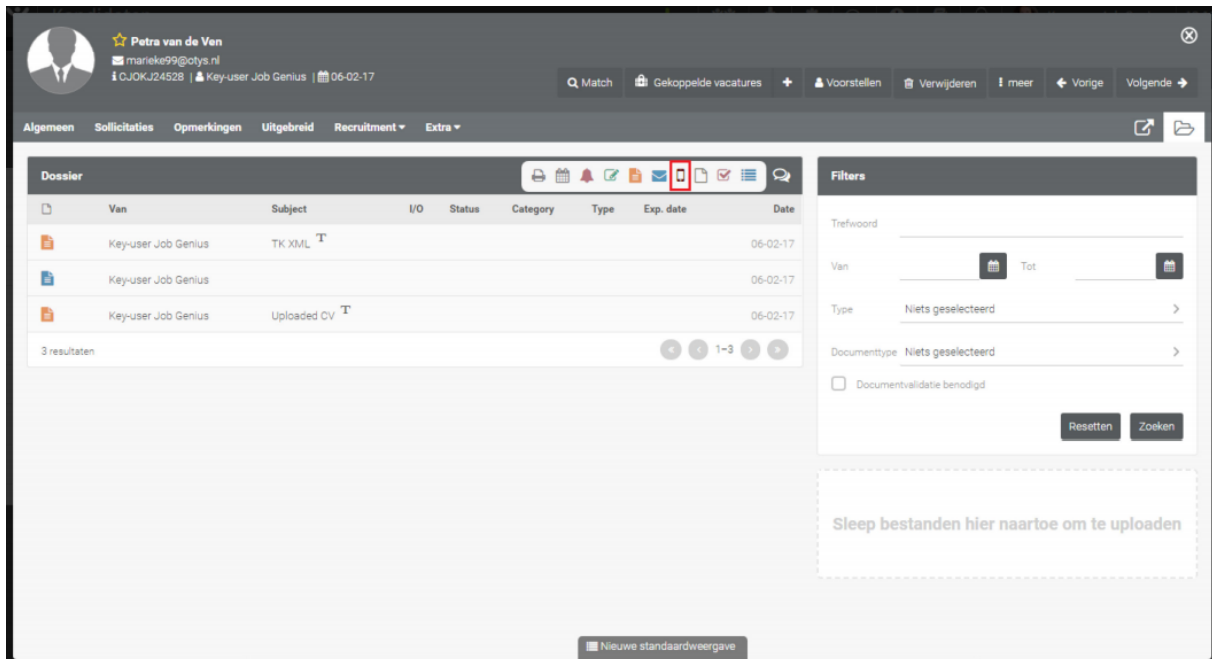 Petra van de Ven
marieke99@otys.nl
CJOKJ24528 | Key-user Job Genius | 06-02-17
Match Gekoppelde vacatures + Voorstellen Verwijderen meer Vorige Volgende
Algemeen Sollicitaties Opmerkingen Uitgebreid Recruitment Extra
Dossier
Van Subject I/O Status Category Type Exp. date Date
Key-user Job Genius TK XML T 06-02-17
Key-user Job Genius 06-02-17
Key-user Job Genius Uploaded CV T 06-02-17
3 resultaten 1-3
Filters
Trefwoord
Van Tot
Type Niets geselecteerd
Documenttype Niets geselecteerd
Documentvalidatie benodigd
Resetten Zoeken
Sleep bestanden hier naartoe om te uploaden
Nieuwe standaardweergave